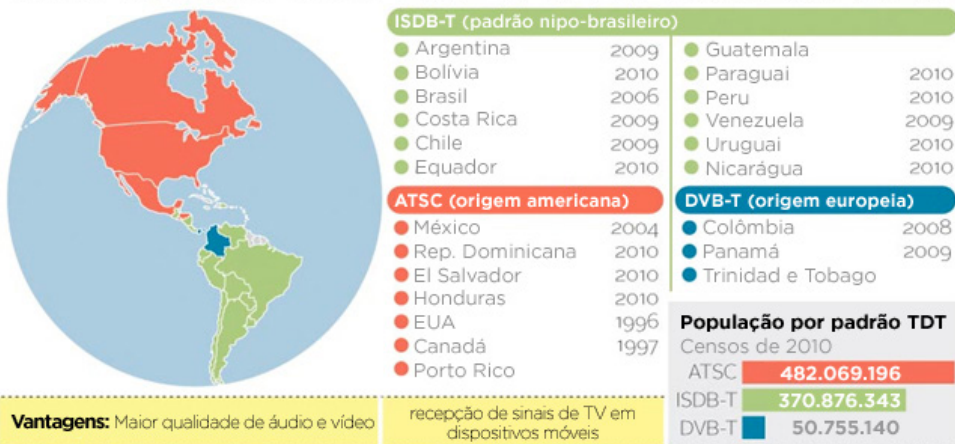 ISDB-T (padrão nipo-brasileiro)
Argentina 2009
Bolívia 2010
Brasil 2006
Costa Rica 2009
Chile 2009
Equador 2010
Guatemala
Paraguai 2010
Peru 2010
Venezuela 2009
Uruguai 2010
Nicarágua 2010
ATSC (origem americana)
México 2004
Rep. Dominicana 2010
El Salvador 2010
Honduras 2010
EUA 1996
Canadá 1997
Porto Rico
DVB-T (origem europeia)
Colômbia 2008
Panamá 2009
Trinidad e Tobago
População por padrão TDT
Censos de 2010
ATSC 482.069.196
ISDB-T 370.876.343
DVB-T 50.755.140
Vantagens: Maior qualidade de áudio e vídeo
recepção de sinais de TV em
dispositivos móveis